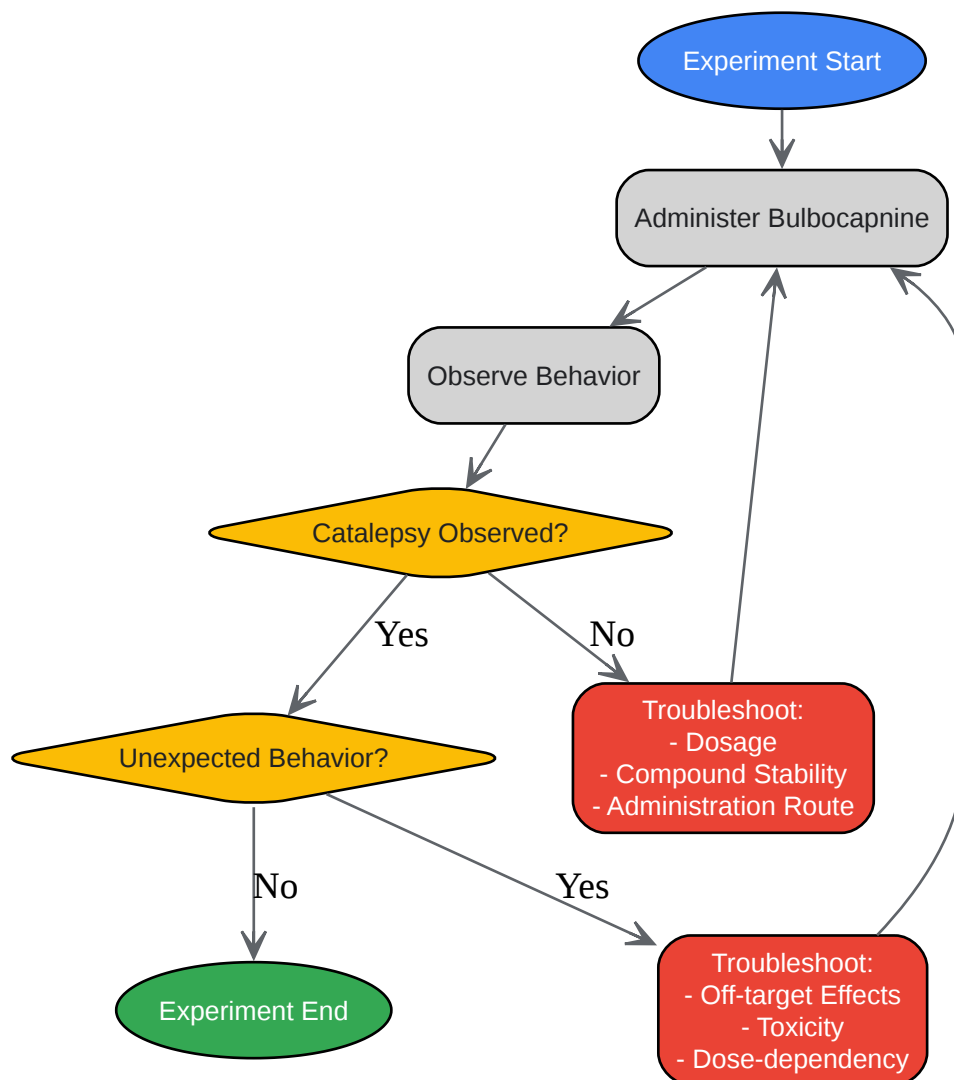 Experiment Start
Administer Bulbocapnine
Observe Behavior
Catalepsy Observed?
Yes
No
Troubleshoot:
- Dosage
- Compound Stability
- Administration Route
Unexpected Behavior?
No
Yes
Experiment End
Troubleshoot:
- Off-target Effects
- Toxicity
- Dose-dependency